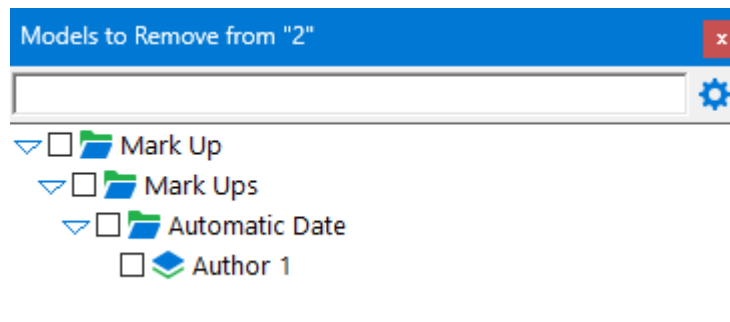 Models to Remove from "2"
x
Mark Up
Mark Ups
Automatic Date
Author 1